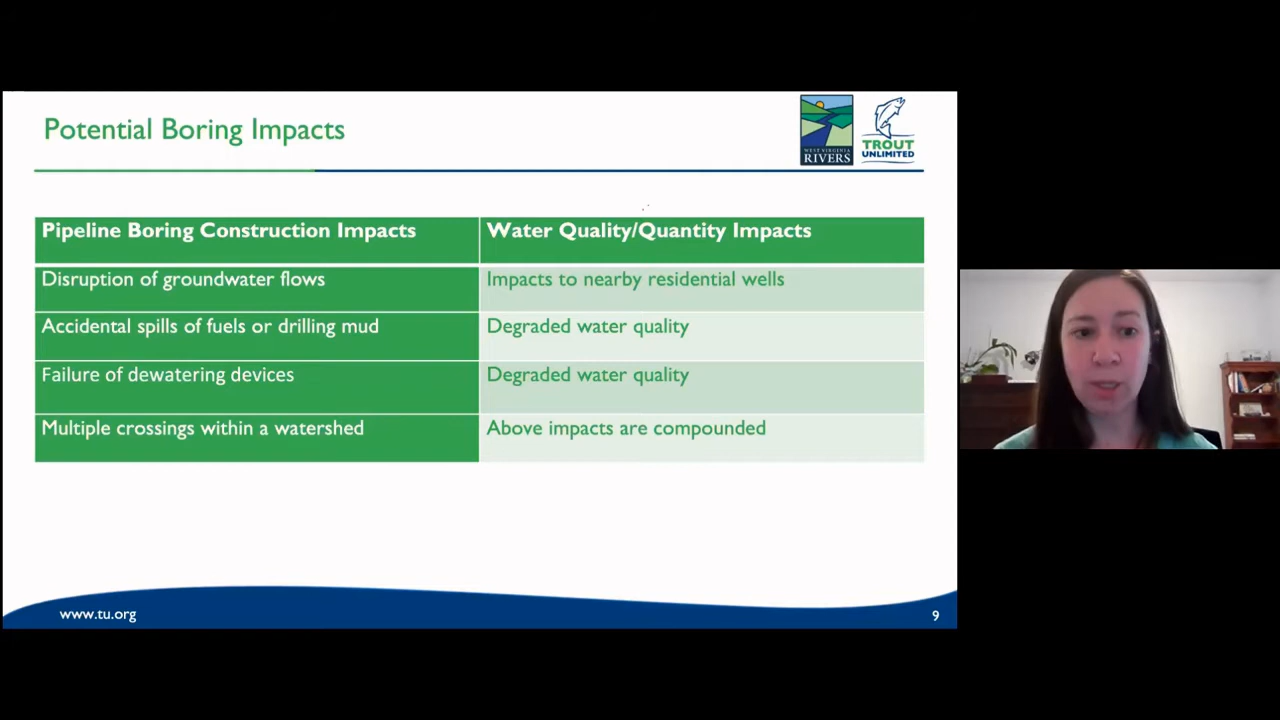 Potential Boring Impacts
WEST VIRGINIA
RIVERS
TROUT
UNLIMITED
Pipeline Boring Construction Impacts
Water Quality/Quantity Impacts
Disruption of groundwater flows
Impacts to nearby residential wells
Accidental spills of fuels or drilling mud
Degraded water quality
Failure of dewatering devices
Degraded water quality
Multiple crossings within a watershed
Above impacts are compounded
www.tu.org
9